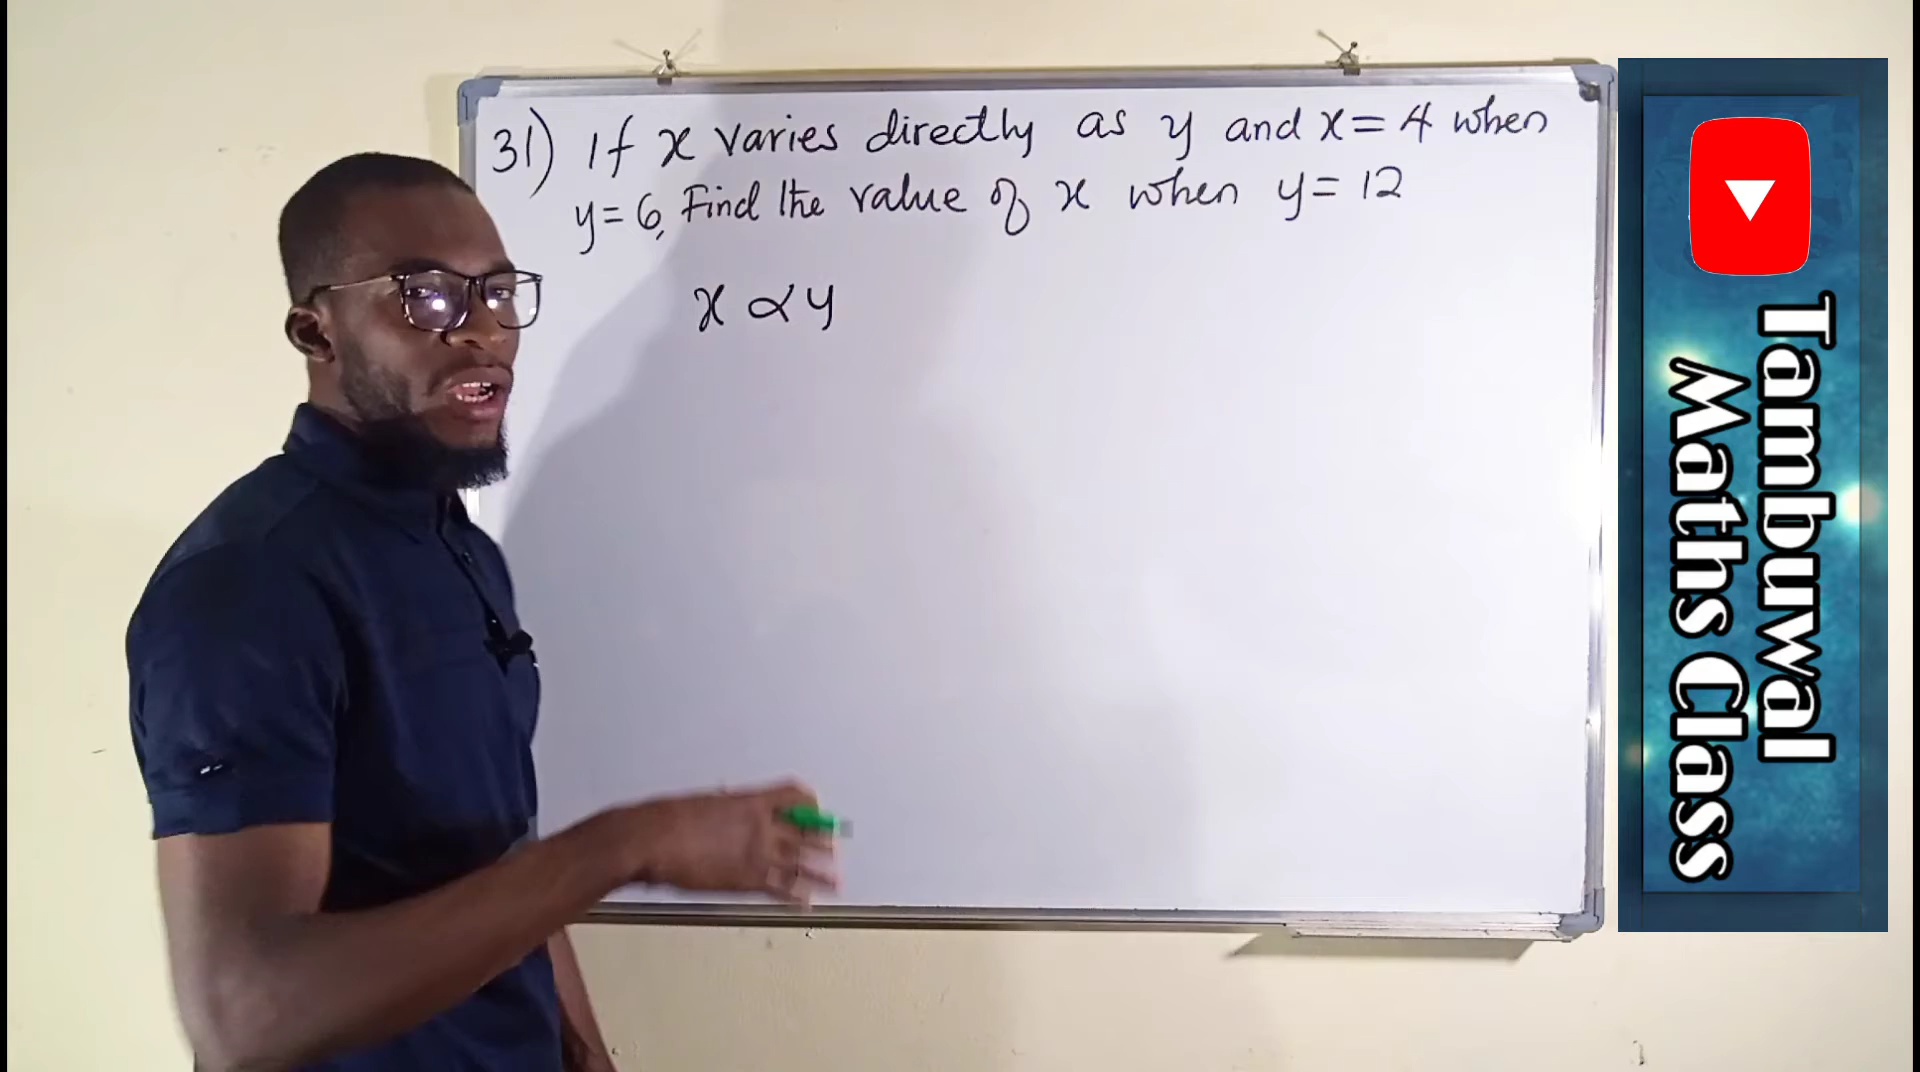 31) If x varies directly as y and x = 4 when
y = 6, Find the value of x when y = 12
x ∝ y
Tambuwal
Maths Class